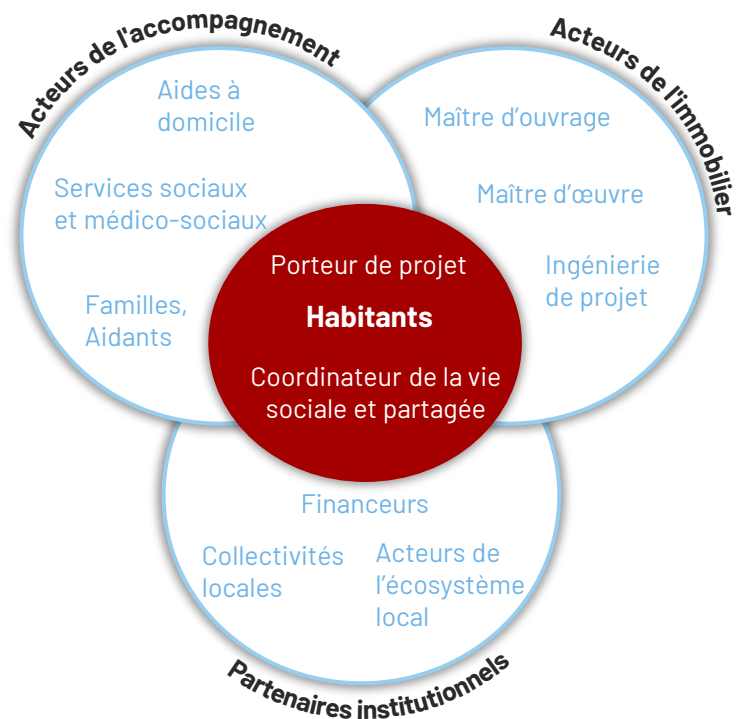 Acteurs de l'accompagnement
Aides à
domicile
Services sociaux
et médico-sociaux
Familles,
Aidants
Acteurs de l'immobilier
Maître d’ouvrage
Maître d’œuvre
Ingénierie
de projet
Porteur de projet
Habitants
Coordinateur de la vie
sociale et partagée
Financeurs
Collectivités
locales
Acteurs de
l’écosystème
local
Partenaires institutionnels